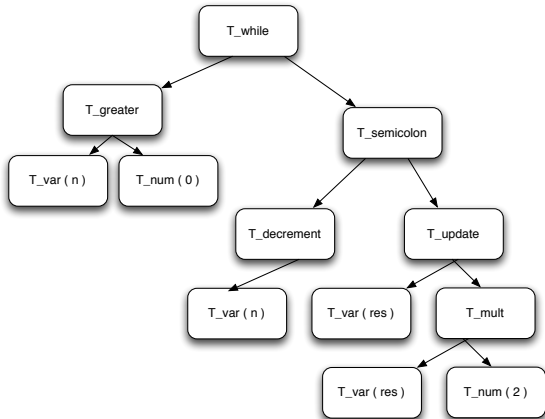 T_while
T_greater
T_semicolon
T_var ( n )
T_num ( 0 )
T_decrement
T_update
T_var ( n )
T_var ( res )
T_mult
T_var ( res )
T_num ( 2 )